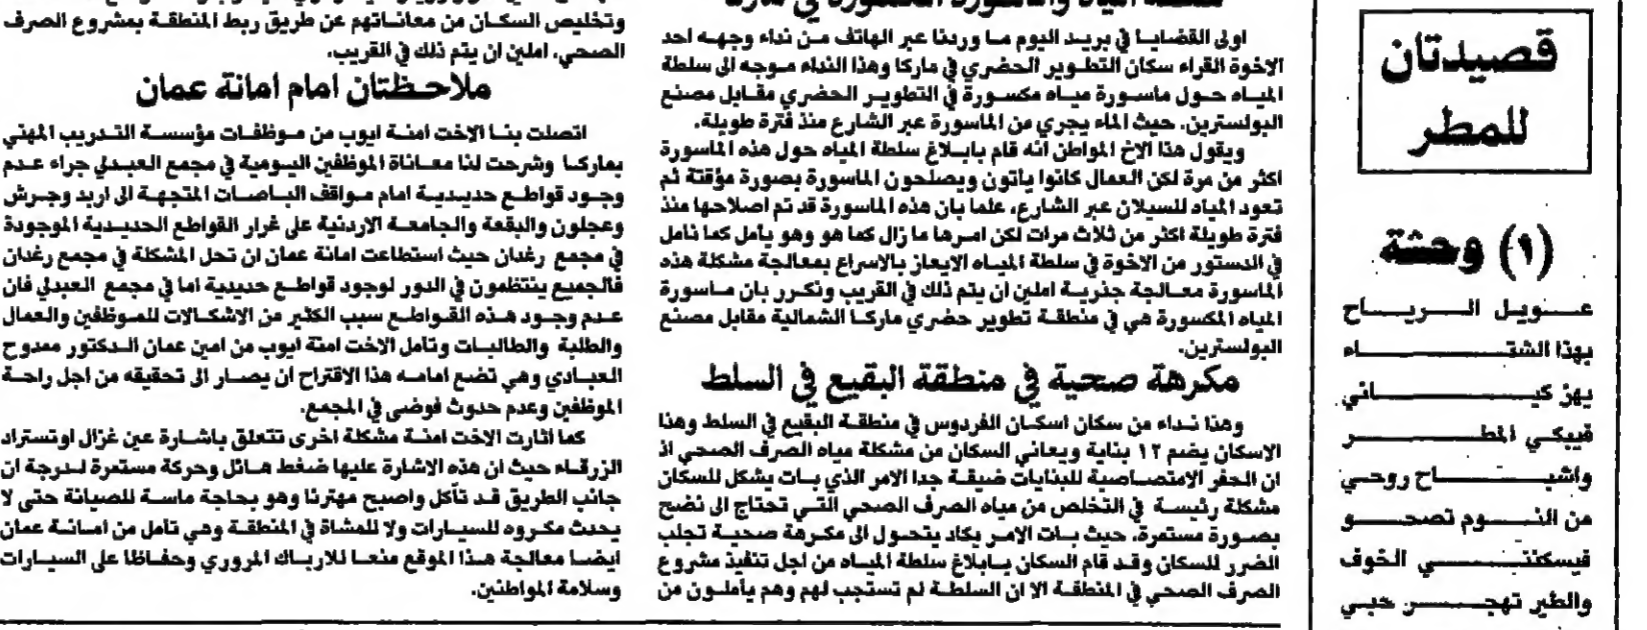 قصيدتان
للمطر
(١) وحشة
عويل الرياح
بهذا الشتاء
يهز كياني
فيبكي المطر
واشباح روحي
من النوم تصحو
فيسكنني الخوف
والطير تهجر حبي
اولى القضايا في بريد اليوم ما وردنا عبر الهاتف من نداء وجهه احد
الاخوة القراء سكان التطوير الحضري في ماركا وهذا النداء موجه الى سلطة
المياه حول ماسورة مياه مكسورة في التطوير الحضري مقابل مصنع
البولسترين. حيث الماء يجري من الماسورة عبر الشارع منذ فترة طويلة.
ويقول هذا الاخ المواطن انه قام بابلاغ سلطة المياه حول هذه الماسورة
اكثر من مرة لكن العمال كانوا ياتون ويصلحون الماسورة بصورة مؤقتة ثم
تعود المياه للسيلان عبر الشارع، علما بان هذه الماسورة قد تم اصلاحها منذ
فترة طويلة اكثر من ثلاث مرات لكن امرها ما زال كما هو وهو يأمل كما نامل
في الدستور من الاخوة في سلطة المياه الايعاز بالاسراع بمعالجة مشكلة هذه
الماسورة معالجة جذرية املين ان يتم ذلك في القريب ونكرر بان ماسورة
المياه المكسورة هي في منطقة تطوير حضري ماركا الشمالية مقابل مصنع
البولسترين.
مكرهة صحية في منطقة البقيع في السلط
وهذا نداء من سكان اسكان الفردوس في منطقة البقيع في السلط وهذا
الاسكان يضم ١٢ بناية ويعاني السكان من مشكلة مياه الصرف الصحي اذ
ان الحفر الامتصاصية للبنايات ضيقة جدا الامر الذي بات يشكل للسكان
مشكلة رئيسة في التخلص من مياه الصرف الصحي التي تحتاج الى نضح
بصورة مستمرة، حيث بات الامر يكاد يتحول الى مكرهة صحية تجلب
الضرر للسكان وقد قام السكان بابلاغ سلطة المياه من اجل تنفيذ مشروع
الصرف الصحي في المنطقة الا ان السلطة لم تستجب لهم وهم يأملون من
وتخليص السكان من معاناتهم عن طريق ربط المنطقة بمشروع الصرف
الصحي. املين ان يتم ذلك في القريب.
ملاحظتان امام امانة عمان
اتصلت بنا الاخت امنة ايوب من موظفات مؤسسة التدريب المهني
بماركا وشرحت لنا معاناة الموظفين اليومية في مجمع العبدلي جراء عدم
وجود قواطع حديدية امام مواقف الباصات المتجهة الى اربد وجرش
وعجلون والبقعة والجامعة الاردنية على غرار القواطع الحديدية الموجودة
في مجمع رغدان حيث استطاعت امانة عمان ان تحل المشكلة في مجمع رغدان
فالجميع ينتظمون في الدور لوجود قواطع حديدية اما في مجمع العبدلي فان
عدم وجود هذه القواطع سبب الكثير من الاشكالات للموظفين والعمال
والطلبة والطالبات وتامل الاخت امنة ايوب من امين عمان الدكتور ممدوح
العبادي وهي تضع امامه هذا الاقتراح ان يصار الى تحقيقه من اجل راحة
الموظفين وعدم حدوث فوضى في المجمع.
كما اثارت الاخت امنة مشكلة اخرى تتعلق باشارة عين غزال اوتستراد
الزرقاء حيث ان هذه الاشارة عليها ضغط هائل وحركة مستمرة لدرجة ان
جانب الطريق قد تآكل واصبح مهترئا وهو بحاجة ماسة للصيانة حتى لا
يحدث مكروه للسيارات ولا للمشاة في المنطقة وهي تامل من امانة عمان
ايضا معالجة هذا الموقع منعا للارباك المروري وحفاظا على السيارات
وسلامة المواطنين.